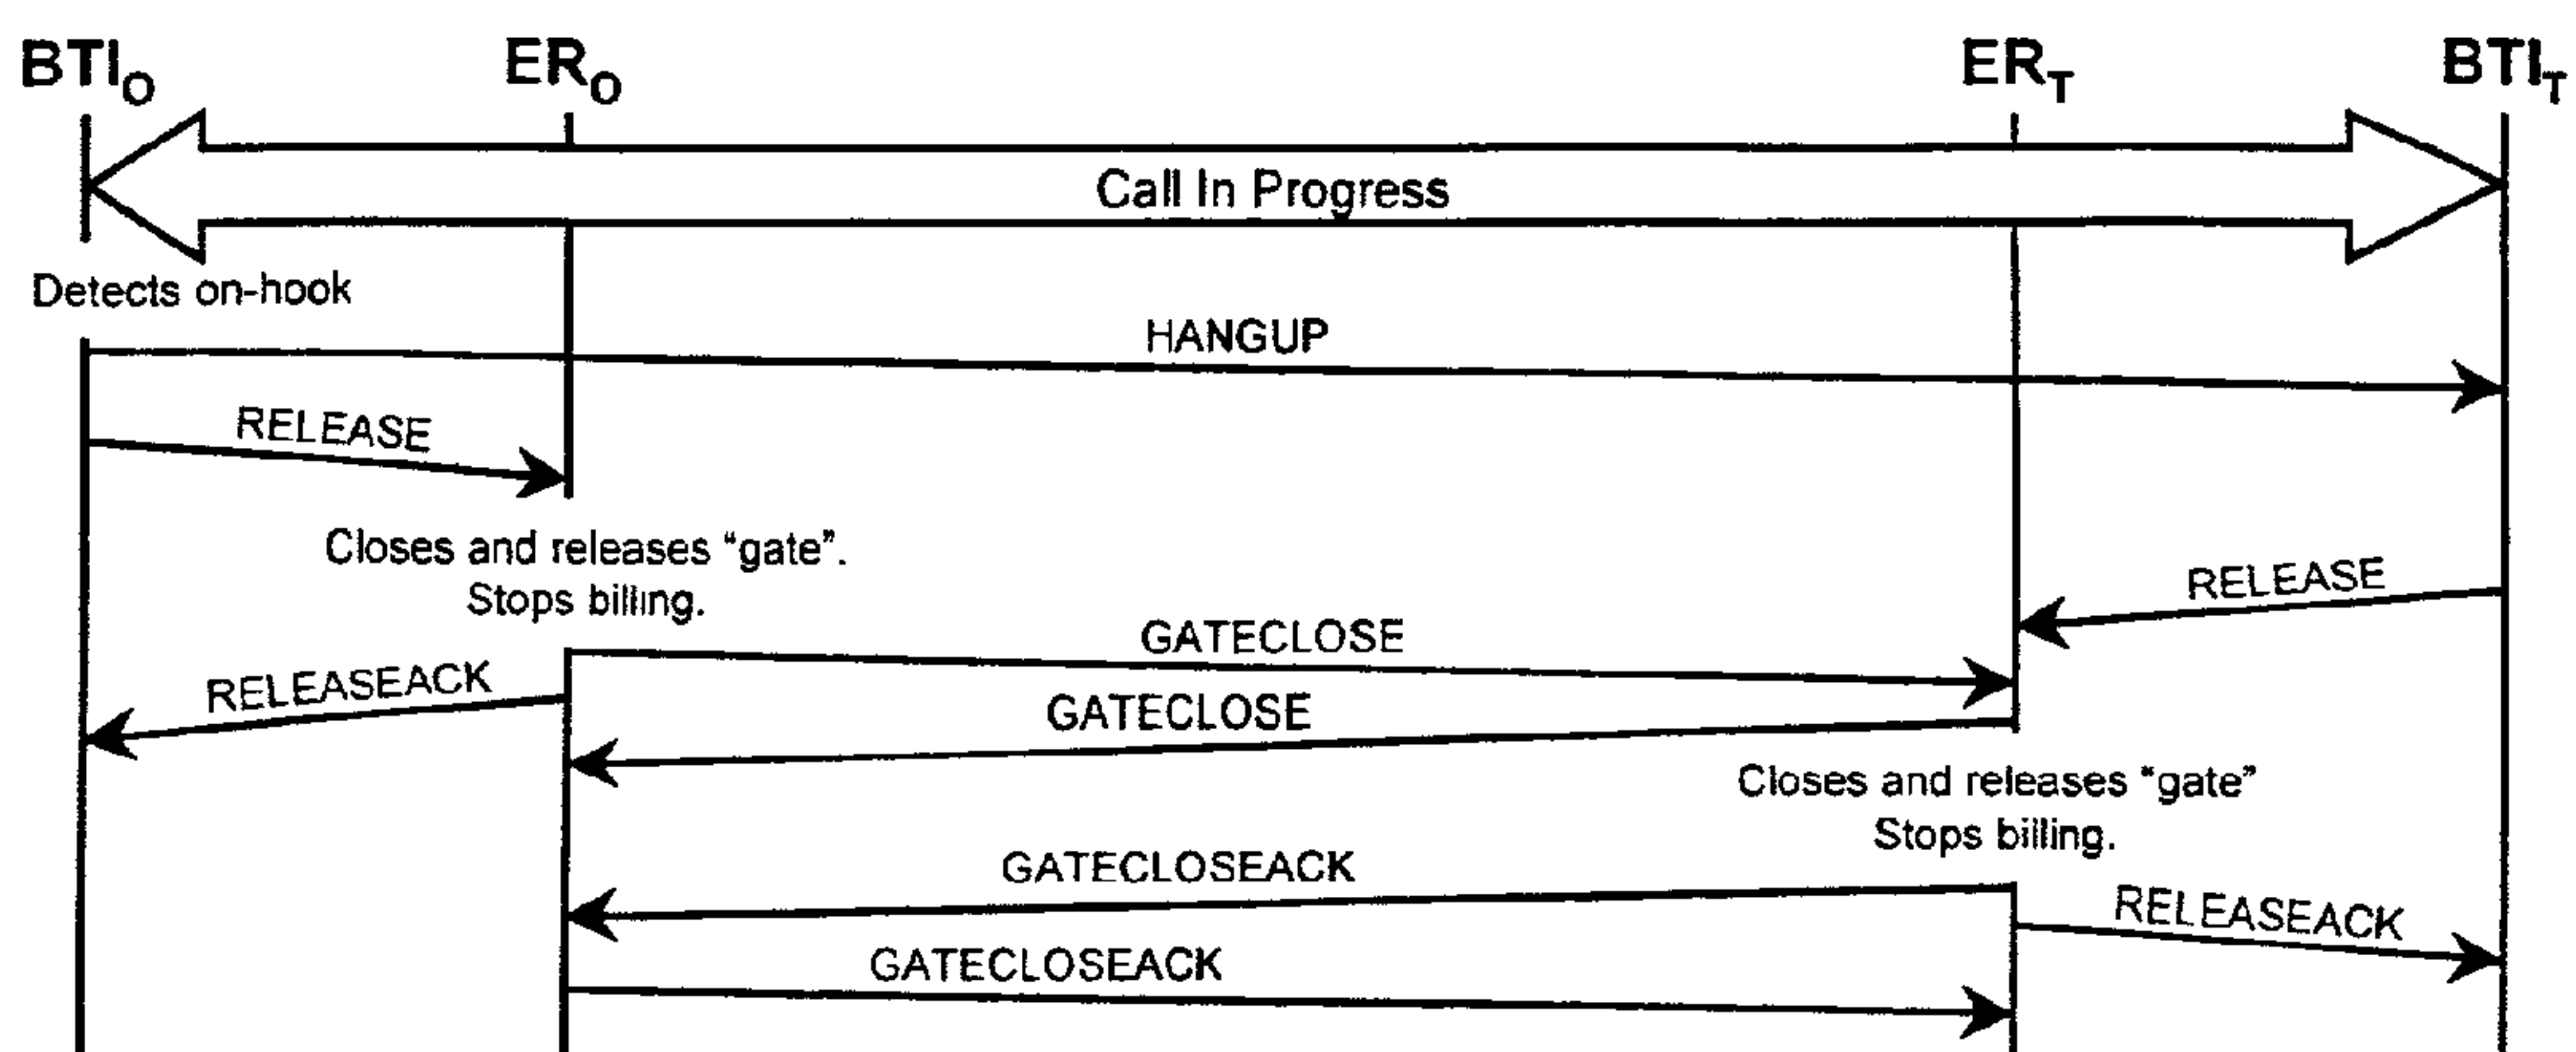 BTIO ERO ERT BTIT
Call In Progress
Detects on-hook
HANGUP
RELEASE
Closes and releases “gate”.
Stops billing.
RELEASE
GATECLOSE
RELEASEACK
GATECLOSE
Closes and releases “gate”
Stops billing.
GATECLOSEACK
RELEASEACK
GATECLOSEACK